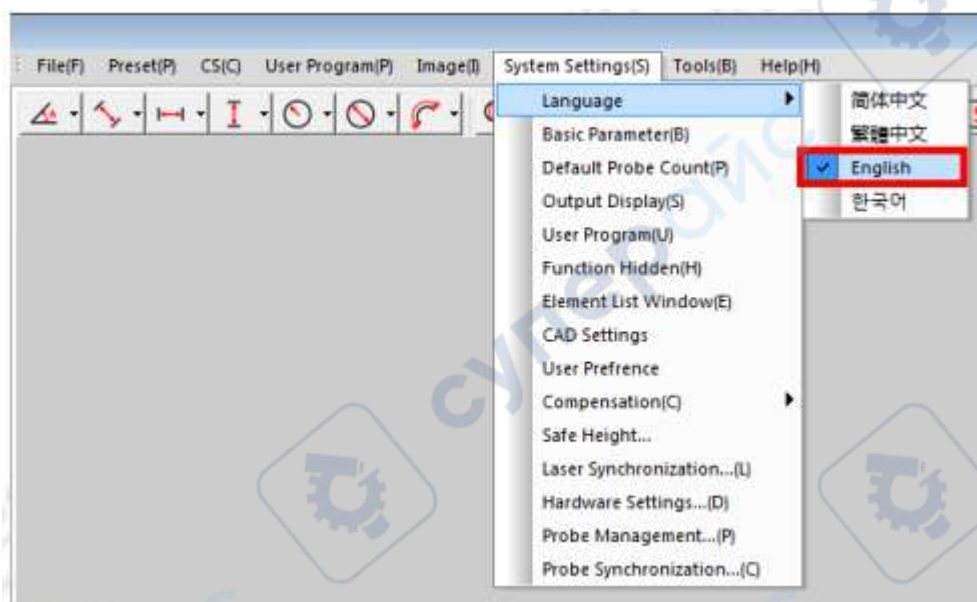 File(F) Preset(P) CS(C) User Program(P) Image(I) System Settings(S) Tools(B) Help(H)
Language
Basic Parameter(B)
Default Probe Count(P)
Output Display(S)
User Program(U)
Function Hidden(H)
Element List Window(E)
CAD Settings
User Prefrence
Compensation(C)
Safe Height...
Laser Synchronization...(L)
Hardware Settings...(D)
Probe Management...(P)
Probe Synchronization...(C)
简体中文
繁體中文
English
한국어
суперайс